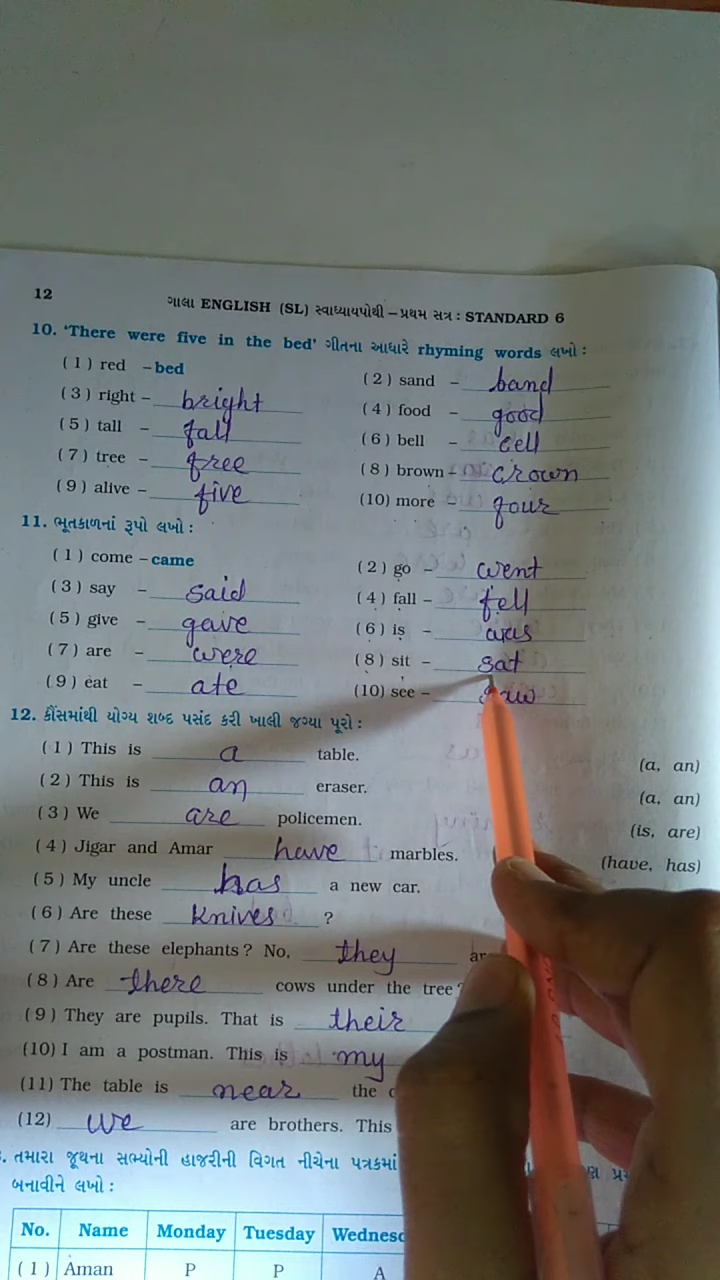 12 ગાલા ENGLISH (SL) સ્વાધ્યાયપોથી – પ્રથમ સત્ર : STANDARD 6
10. 'There were five in the bed' ગીતના આધારે rhyming words લખો :
(1) red – bed (2) sand – band
(3) right – bright (4) food – good
(5) tall – fall (6) bell – cell
(7) tree – free (8) brown – crown
(9) alive – five (10) more – four
11. ભૂતકાળનાં રૂપો લખો :
(1) come – came (2) go – went
(3) say – said (4) fall – fell
(5) give – gave (6) is – was
(7) are – were (8) sit – sat
(9) eat – ate (10) see – saw
12. કૌંસમાંથી યોગ્ય શબ્દ પસંદ કરી ખાલી જગ્યા પૂરો :
(1) This is a table. (a, an)
(2) This is an eraser. (a, an)
(3) We are policemen. (is, are)
(4) Jigar and Amar have marbles. (have, has)
(5) My uncle has a new car.
(6) Are these knives ?
(7) Are these elephants? No, they
(8) Are there cows under the tree?
(9) They are pupils. That is their
(10) I am a postman. This is my
(11) The table is near the
(12) we are brothers. This
તમારા જૂથના સભ્યોની હાજરીની વિગત નીચેના પત્રકમાં
બનાવીને લખો :
No. Name Monday Tuesday
(1) Aman P P A